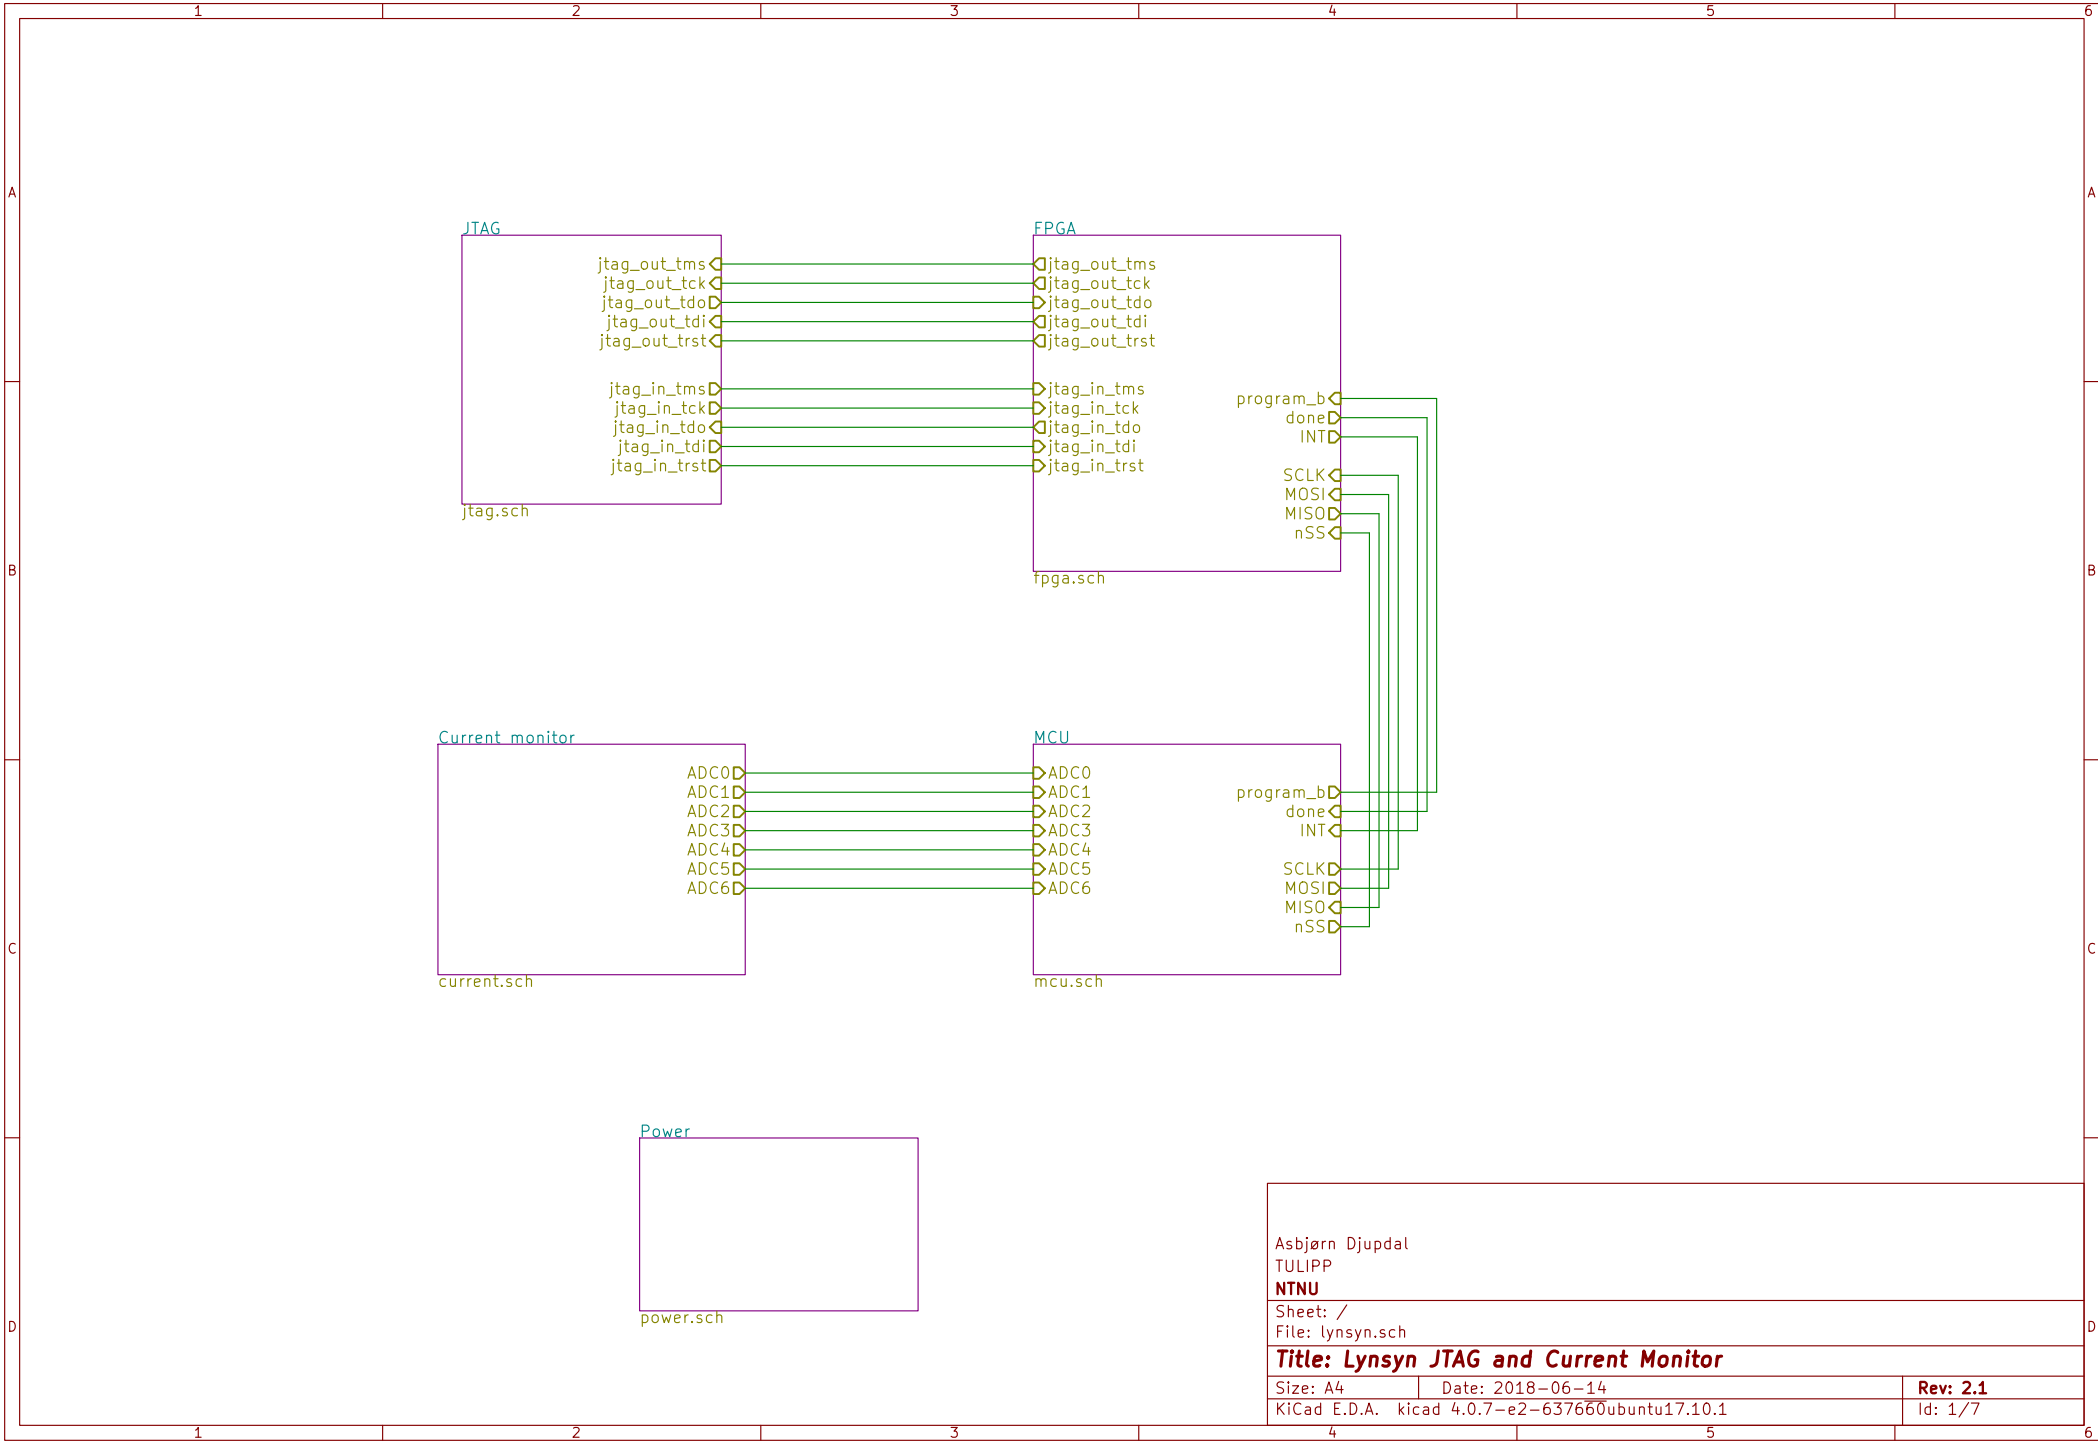 1 2 3 4 5 6
A A
B B
C C
D D
JTAG
jtag_out_tms
jtag_out_tck
jtag_out_tdo
jtag_out_tdi
jtag_out_trst
jtag_in_tms
jtag_in_tck
jtag_in_tdo
jtag_in_tdi
jtag_in_trst
jtag.sch
FPGA
jtag_out_tms
jtag_out_tck
jtag_out_tdo
jtag_out_tdi
jtag_out_trst
jtag_in_tms
jtag_in_tck
jtag_in_tdo
jtag_in_tdi
jtag_in_trst
program_b
done
INT
SCLK
MOSI
MISO
nSS
fpga.sch
Current monitor
ADC0
ADC1
ADC2
ADC3
ADC4
ADC5
ADC6
current.sch
MCU
ADC0
ADC1
ADC2
ADC3
ADC4
ADC5
ADC6
program_b
done
INT
SCLK
MOSI
MISO
nSS
mcu.sch
Power
power.sch
Asbjørn Djupdal
TULIPP
NTNU
Sheet: /
File: lynsyn.sch
Title: Lynsyn JTAG and Current Monitor
Size: A4 Date: 2018-06-14 Rev: 2.1
KiCad E.D.A. kicad 4.0.7-e2-637660ubuntu17.10.1 Id: 1/7
1 2 3 4 5 6